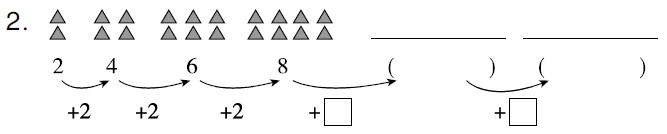 2.
2 4 6 8 ( ) ( )
+2 +2 +2 +□ +□